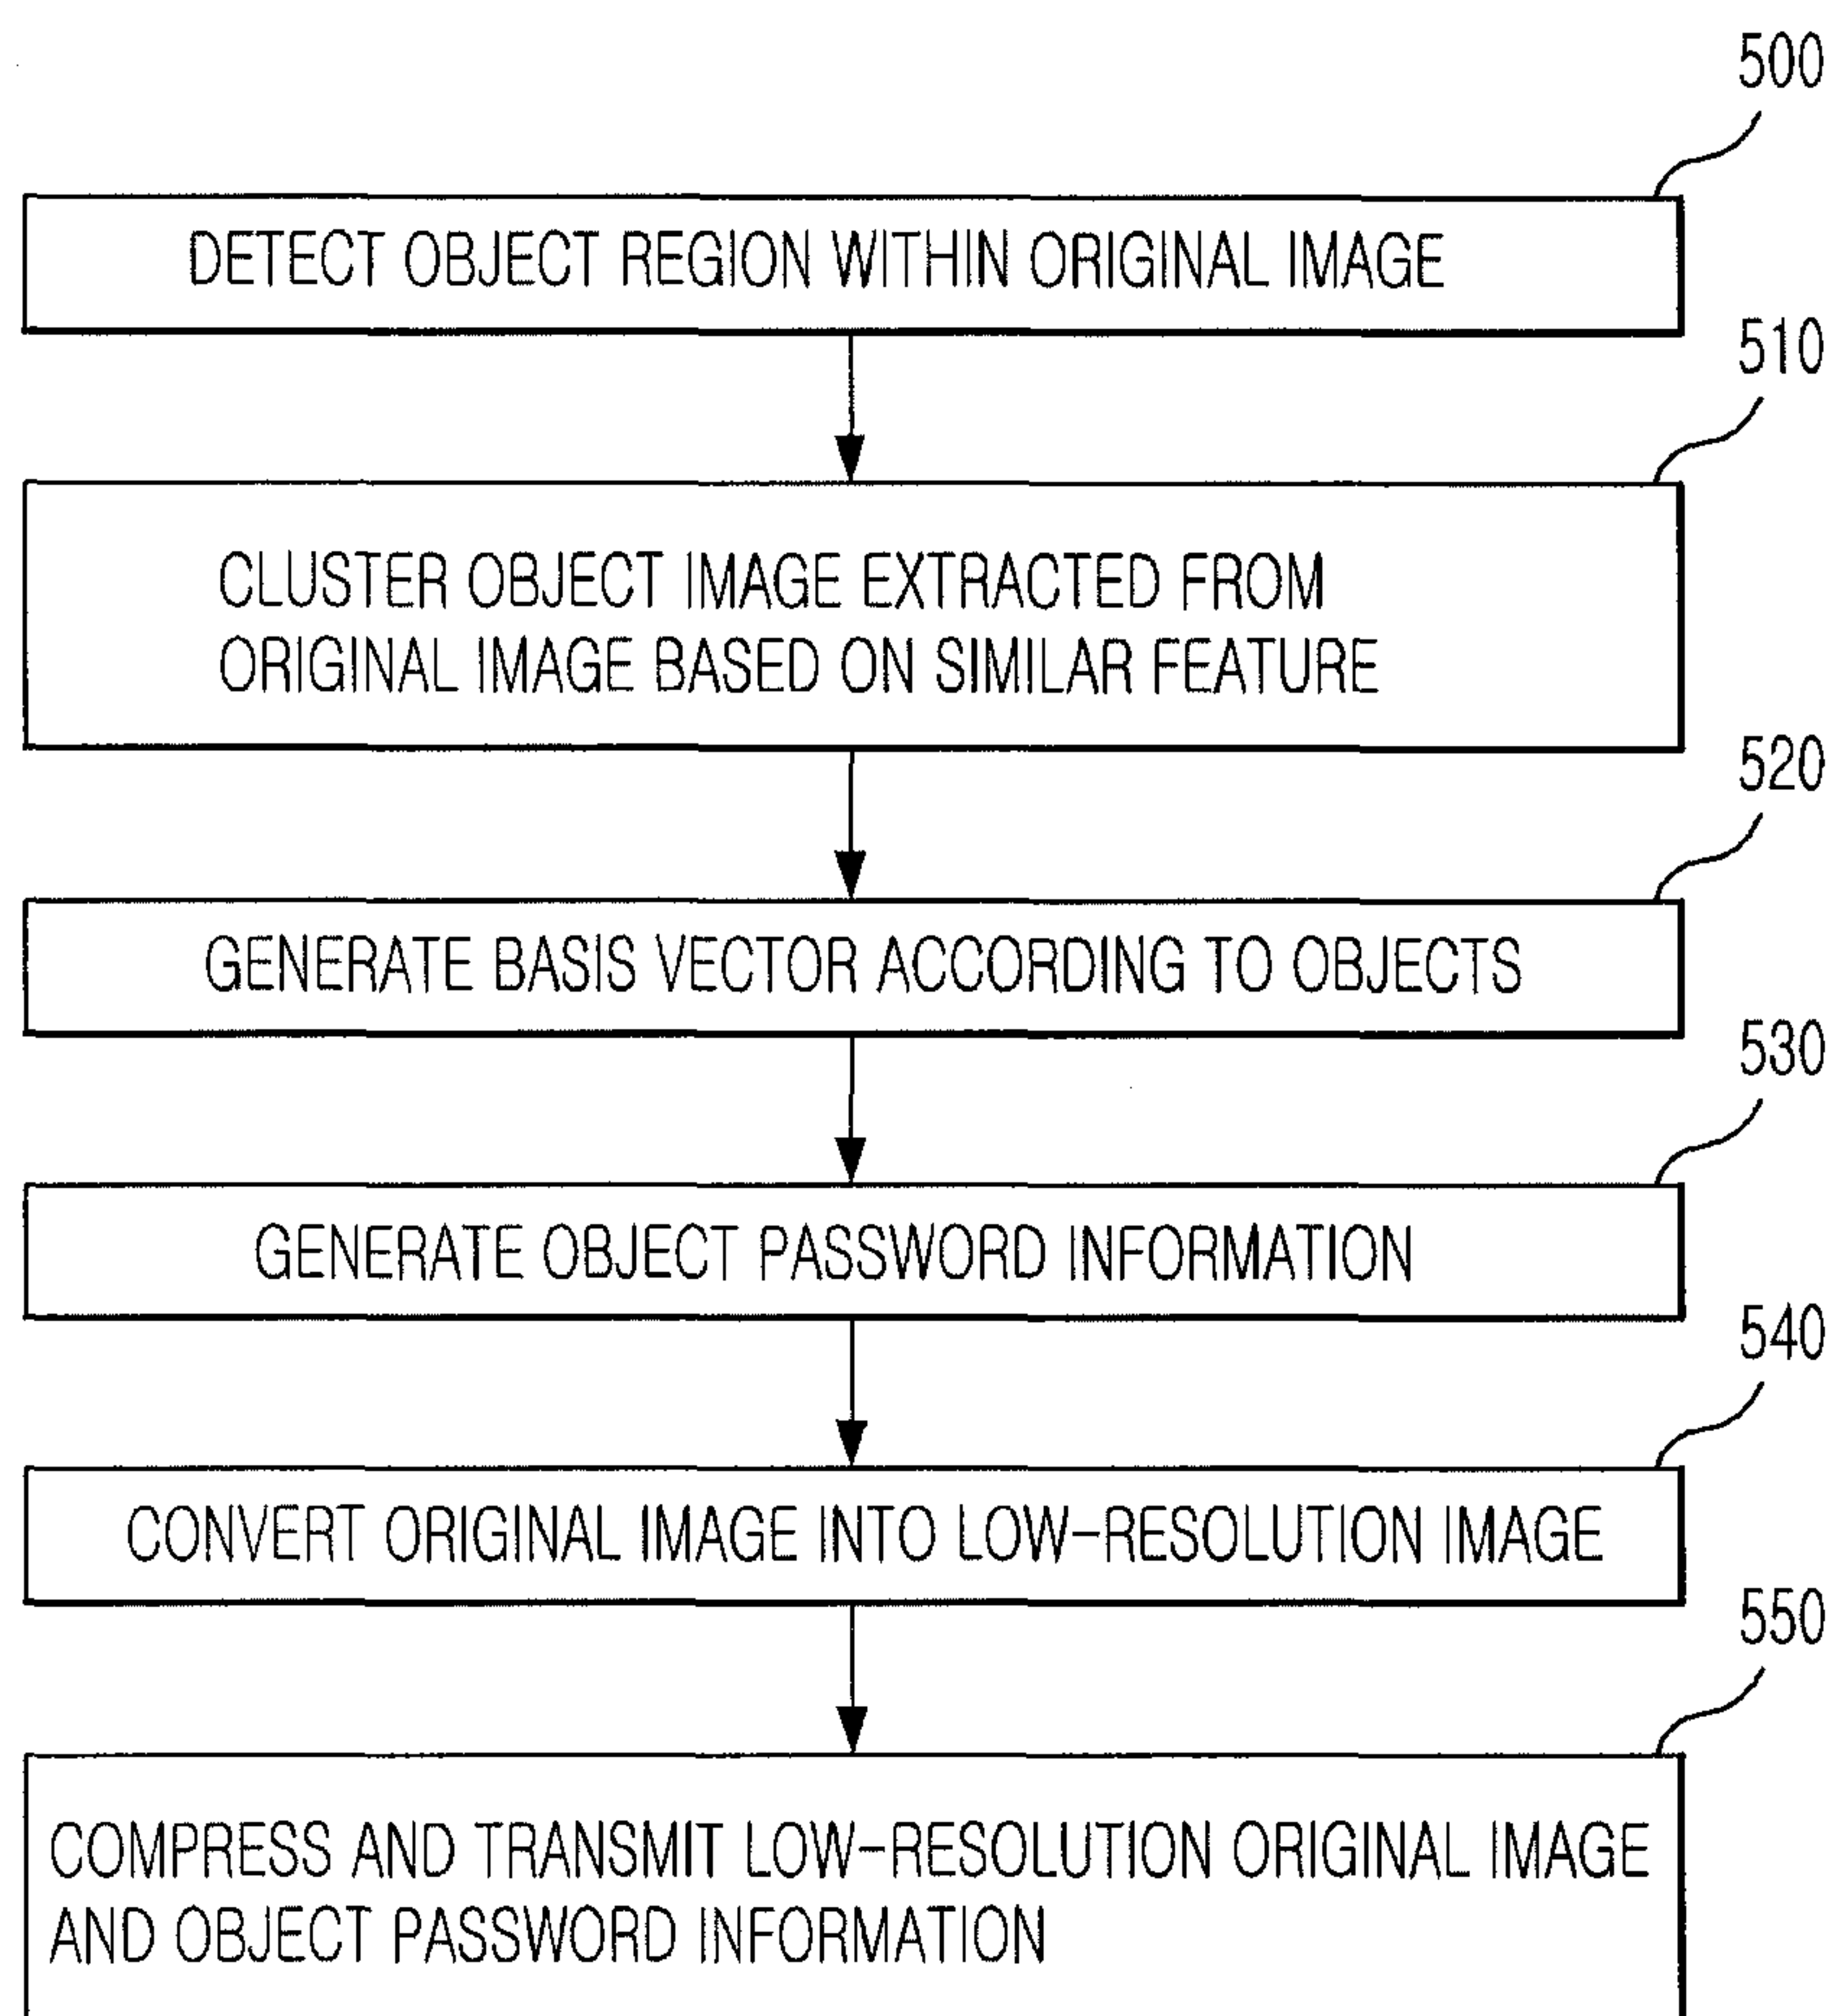 500
DETECT OBJECT REGION WITHIN ORIGINAL IMAGE
510
CLUSTER OBJECT IMAGE EXTRACTED FROM
ORIGINAL IMAGE BASED ON SIMILAR FEATURE
520
GENERATE BASIS VECTOR ACCORDING TO OBJECTS
530
GENERATE OBJECT PASSWORD INFORMATION
540
CONVERT ORIGINAL IMAGE INTO LOW-RESOLUTION IMAGE
550
COMPRESS AND TRANSMIT LOW-RESOLUTION ORIGINAL IMAGE
AND OBJECT PASSWORD INFORMATION